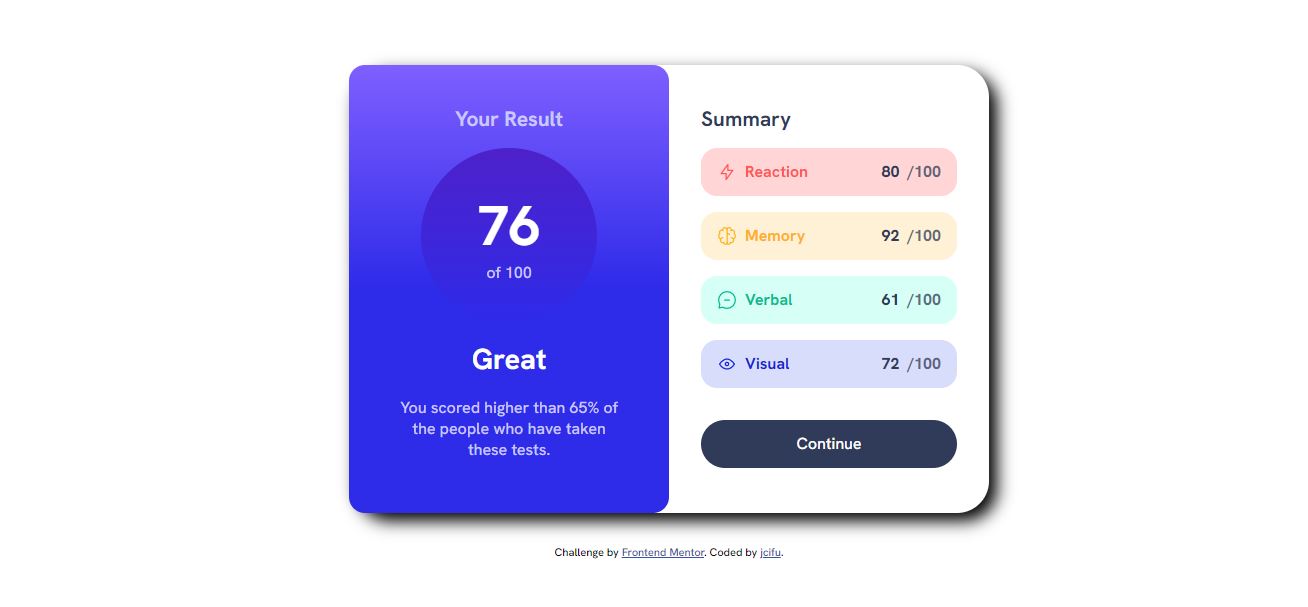 Your Result
76
of 100
Great
You scored higher than 65% of
the people who have taken
these tests.
Summary
Reaction 80 /100
Memory 92 /100
Verbal 61 /100
Visual 72 /100
Continue
Challenge by Frontend Mentor. Coded by jcifu.